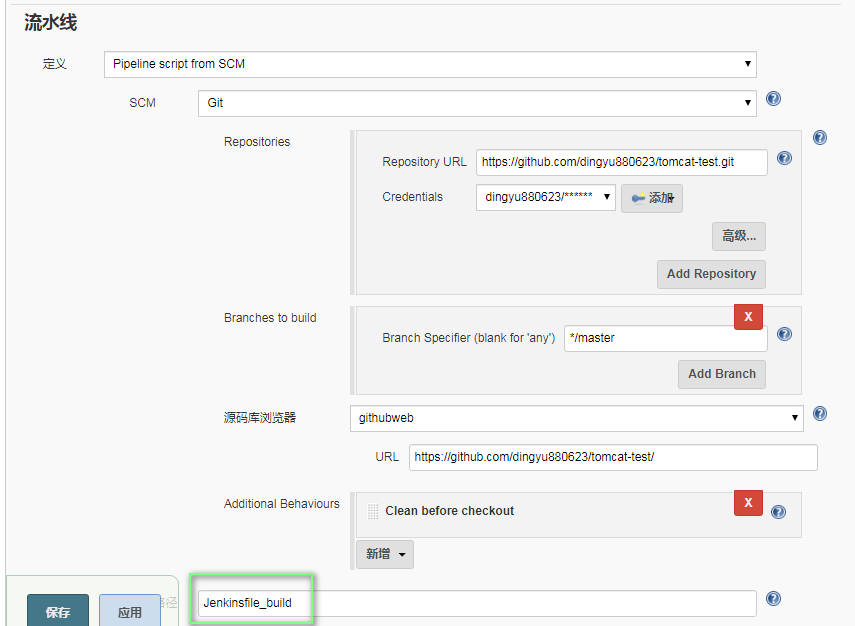 流水线
定义
Pipeline script from SCM
SCM
Git
Repositories
Repository URL
https://github.com/dingyu880623/tomcat-test.git
Credentials
dingyu880623/******
添加
高级...
Add Repository
Branches to build
X
Branch Specifier (blank for 'any')
*/master
Add Branch
源码库浏览器
githubweb
URL
https://github.com/dingyu880623/tomcat-test/
Additional Behaviours
Clean before checkout
X
新增
保存
应用
径
Jenkinsfile_build